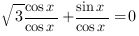 √3 cos x / cos x + sin x / cos x = 0